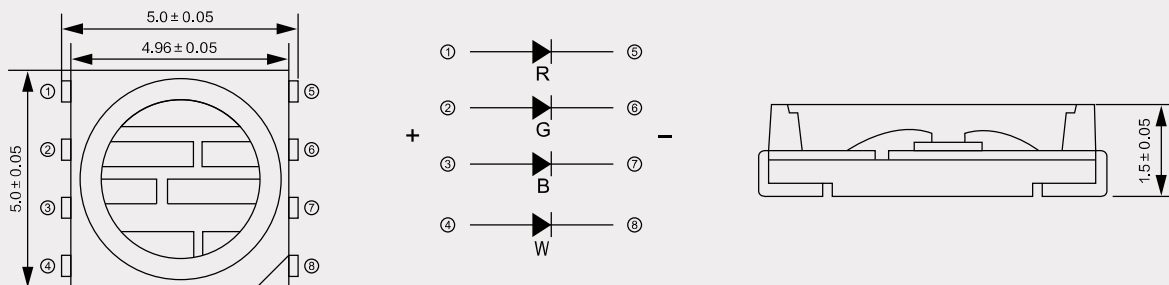 5.0 ± 0.05
4.96 ± 0.05
5.0 ± 0.05
① ⑤
② ⑥
③ ⑦
④ ⑧
+ −
① R ⑤
② G ⑥
③ B ⑦
④ W ⑧
1.5 ± 0.05